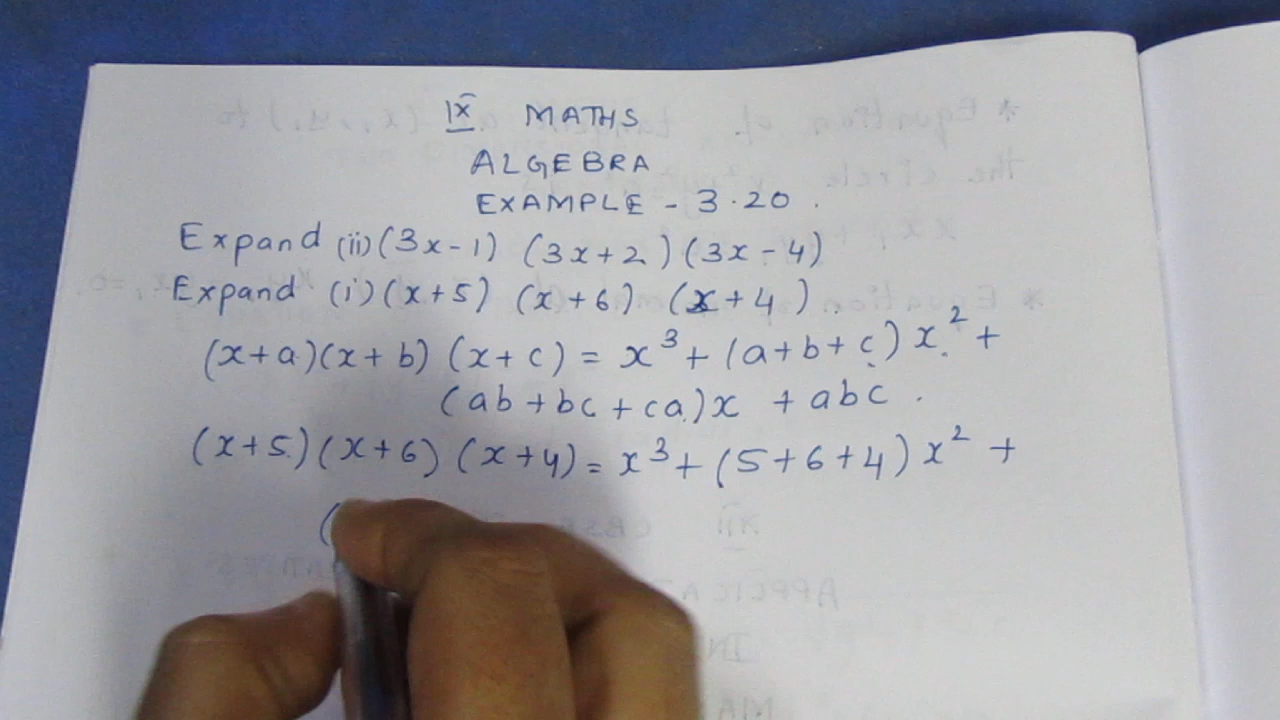 IX MATHS
ALGEBRA
EXAMPLE - 3.20.
Expand (ii) (3x-1) (3x+2) (3x-4)
Expand (i) (x+5) (x+6) (x+4).
(x+a)(x+b) (x+c) = x³ + (a+b+c) x² +
(ab+bc+ca)x + abc.
(x+5)(x+6) (x+4) = x³ + (5+6+4) x² +
(